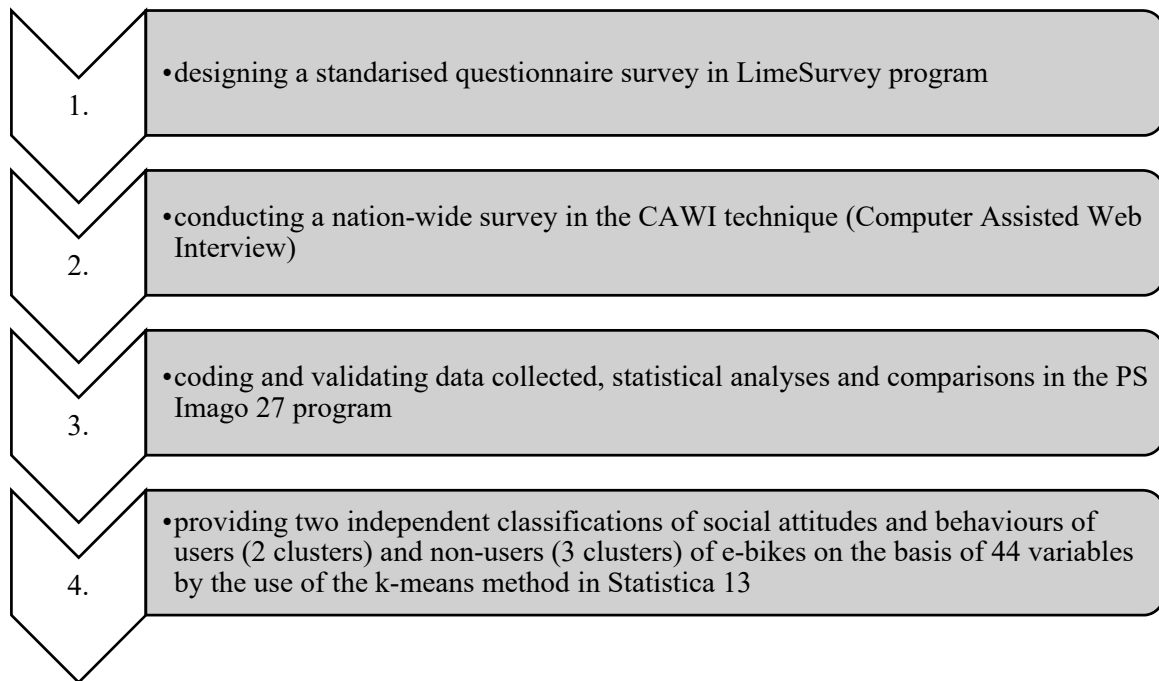 1.
•designing a standarised questionnaire survey in LimeSurvey program
2.
•conducting a nation-wide survey in the CAWI technique (Computer Assisted Web
Interview)
3.
•coding and validating data collected, statistical analyses and comparisons in the PS
Imago 27 program
4.
•providing two independent classifications of social attitudes and behaviours of
users (2 clusters) and non-users (3 clusters) of e-bikes on the basis of 44 variables
by the use of the k-means method in Statistica 13